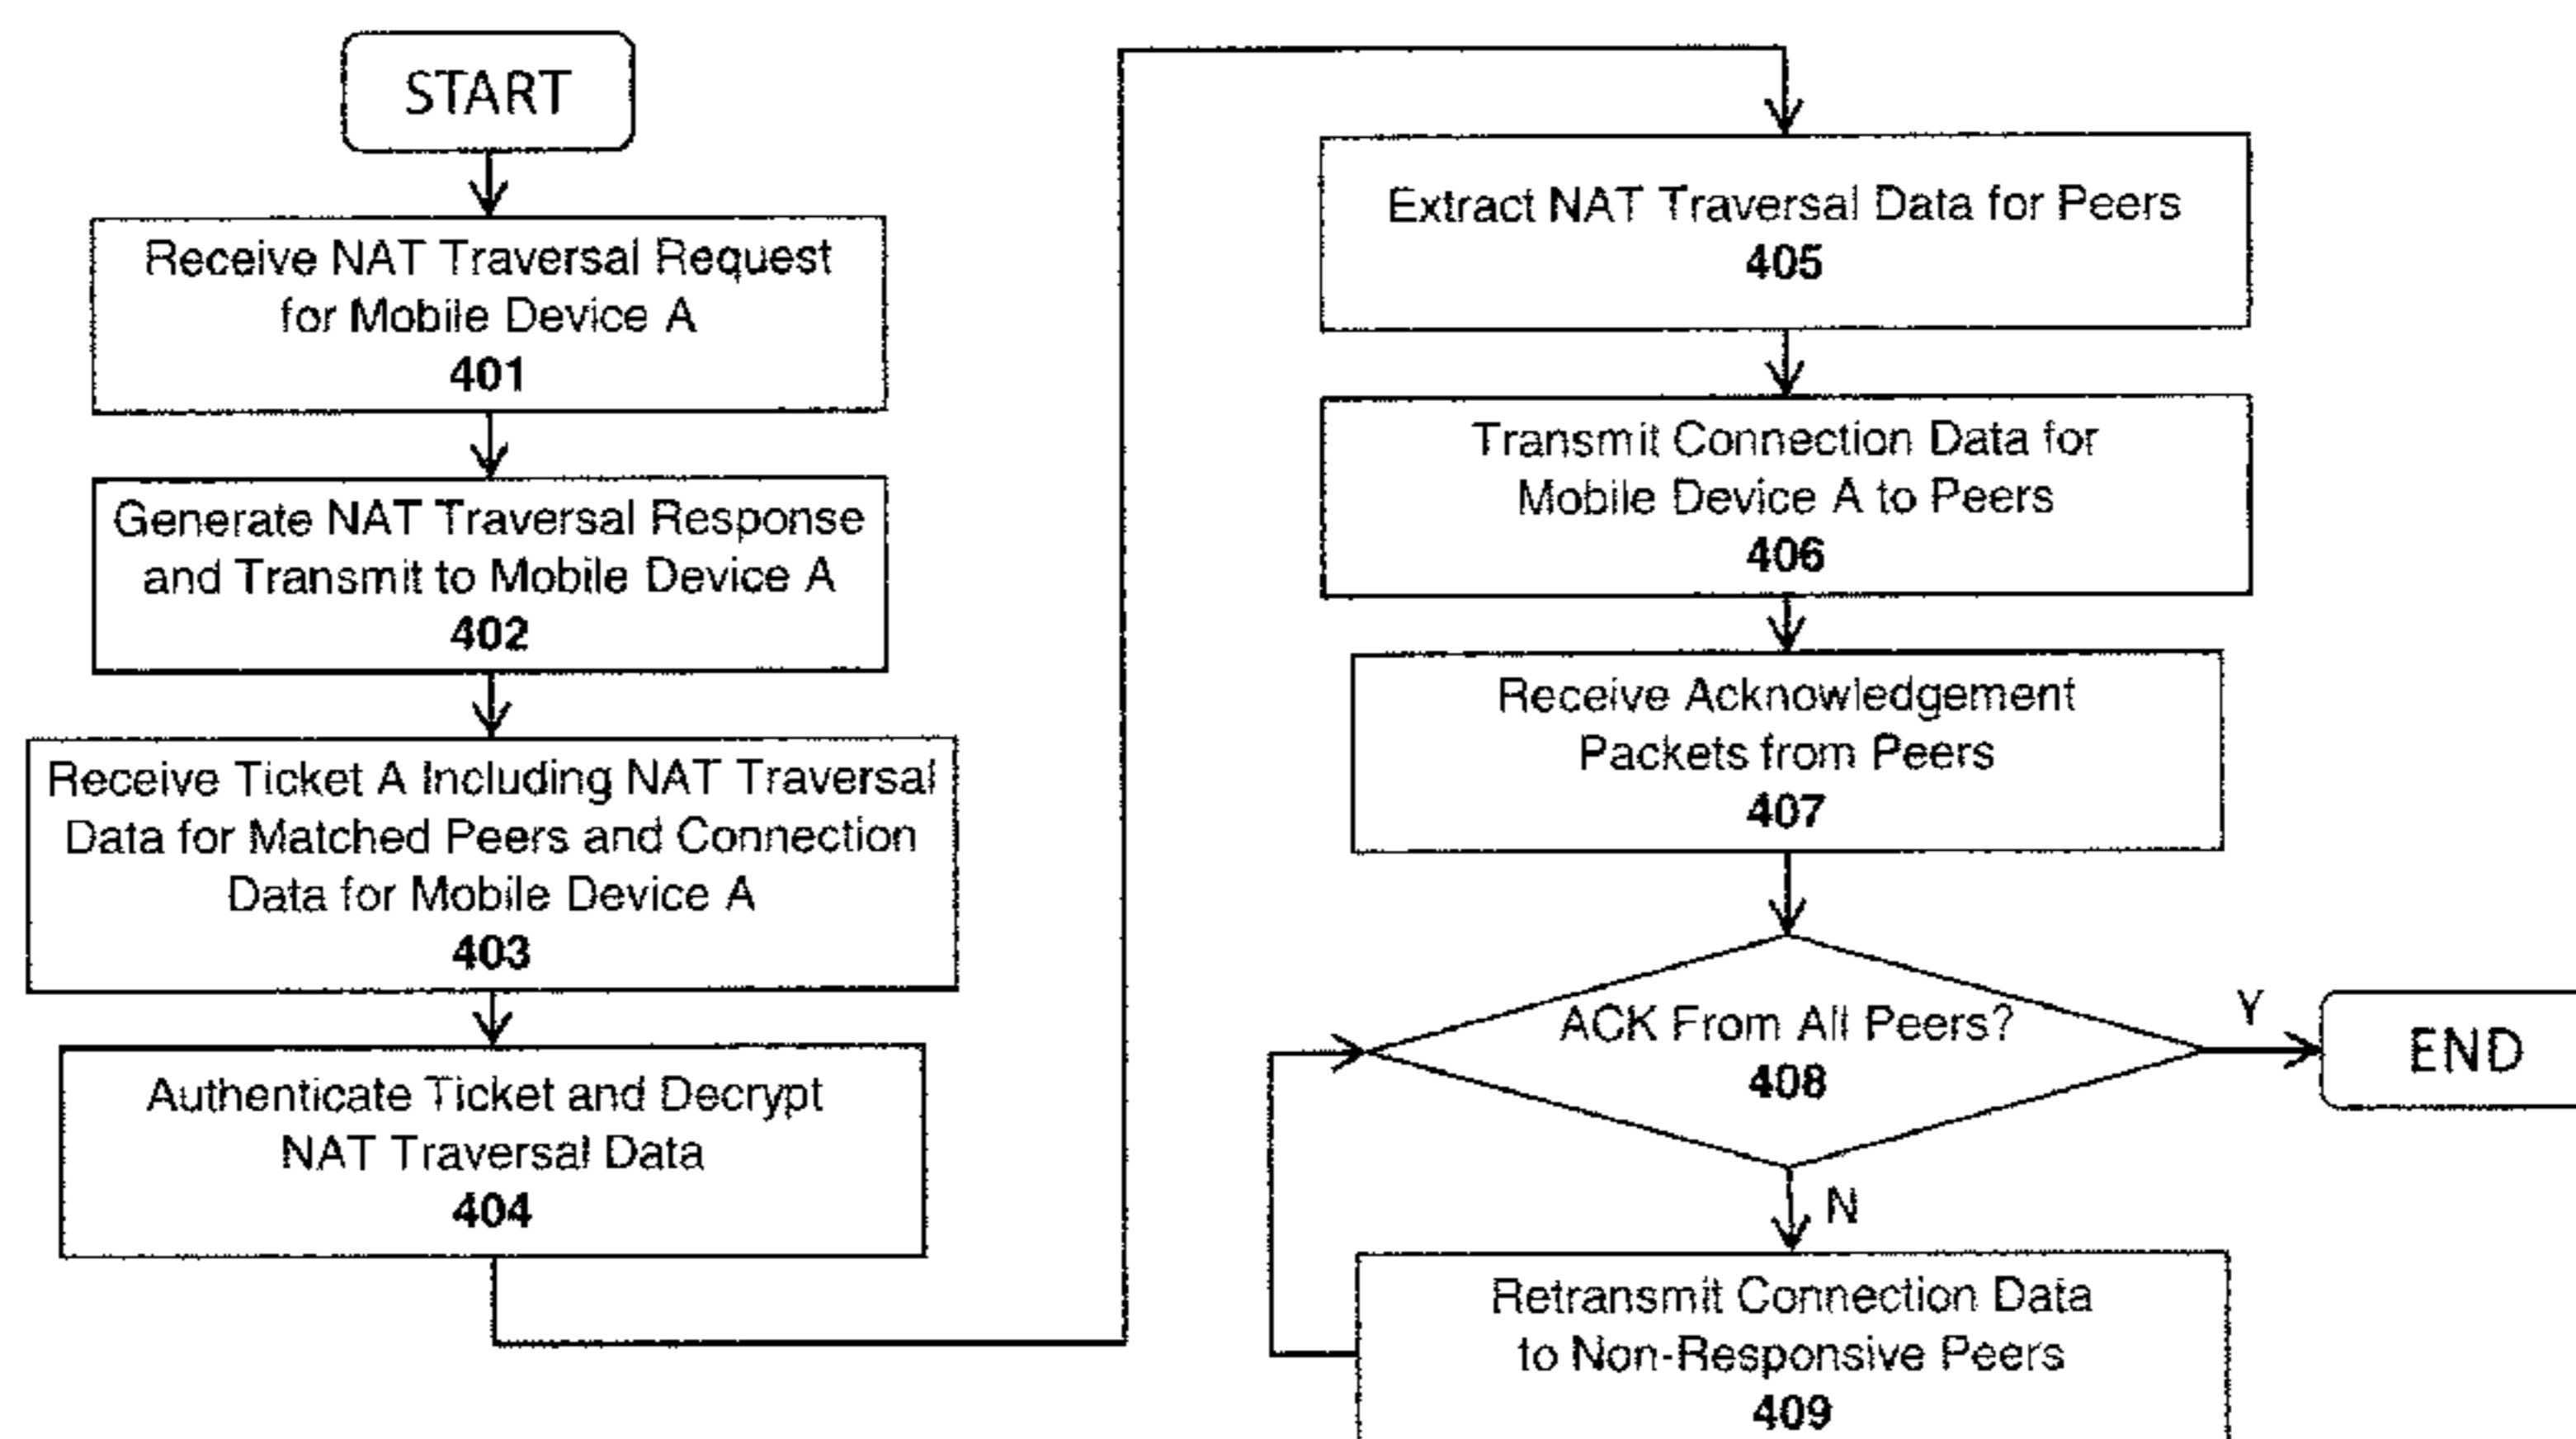 START
Receive NAT Traversal Request
for Mobile Device A
401
Generate NAT Traversal Response
and Transmit to Mobile Device A
402
Receive Ticket A Including NAT Traversal
Data for Matched Peers and Connection
Data for Mobile Device A
403
Authenticate Ticket and Decrypt
NAT Traversal Data
404
Extract NAT Traversal Data for Peers
405
Transmit Connection Data for
Mobile Device A to Peers
406
Receive Acknowledgement
Packets from Peers
407
ACK From All Peers?
408
Y
END
N
Retransmit Connection Data
to Non-Responsive Peers
409